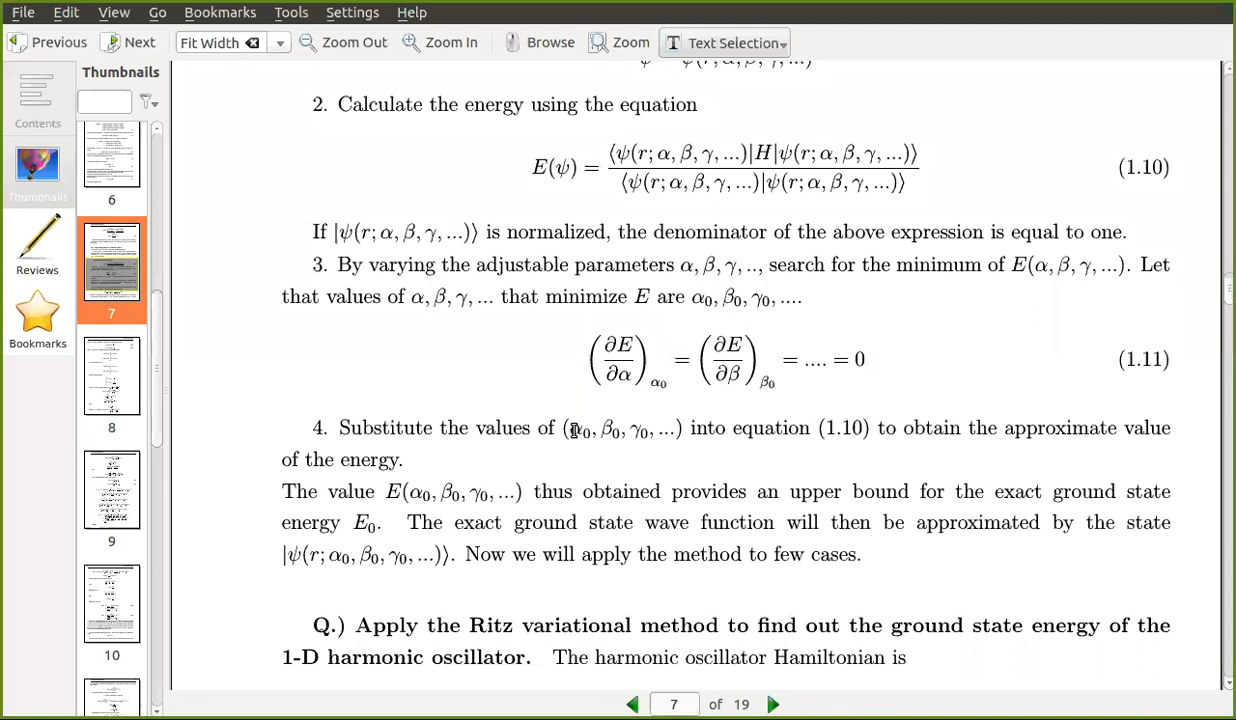 File Edit View Go Bookmarks Tools Settings Help
Previous Next Fit Width Zoom Out Zoom In Browse Zoom Text Selection
Thumbnails
Contents
Thumbnails
Reviews
Bookmarks
6
7
8
9
10
2. Calculate the energy using the equation
E(ψ) = ⟨ψ(r; α, β, γ, ...)|H|ψ(r; α, β, γ, ...)⟩ / ⟨ψ(r; α, β, γ, ...)|ψ(r; α, β, γ, ...)⟩ (1.10)
If |ψ(r; α, β, γ, ...)⟩ is normalized, the denominator of the above expression is equal to one.
3. By varying the adjustable parameters α, β, γ, .., search for the minimum of E(α, β, γ, ...). Let
that values of α, β, γ, ... that minimize E are α₀, β₀, γ₀, ....
(∂E/∂α)α₀ = (∂E/∂β)β₀ = .... = 0 (1.11)
4. Substitute the values of (α₀, β₀, γ₀, ...) into equation (1.10) to obtain the approximate value
of the energy.
The value E(α₀, β₀, γ₀, ...) thus obtained provides an upper bound for the exact ground state
energy E₀. The exact ground state wave function will then be approximated by the state
|ψ(r; α₀, β₀, γ₀, ...)⟩. Now we will apply the method to few cases.
Q.) Apply the Ritz variational method to find out the ground state energy of the
1-D harmonic oscillator. The harmonic oscillator Hamiltonian is
7 of 19